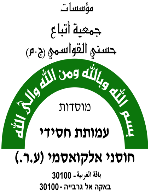 مؤسسات
جمعية أتباع
حسني القواسمي (ج.م)
بسم الله وبالله ومن الله والى الله
מוסדות
עמותת חסידי
חוסני אלקואסמי (ע.ר.)
باقة الغربية - 30100
באקה אל גרבייה - 30100